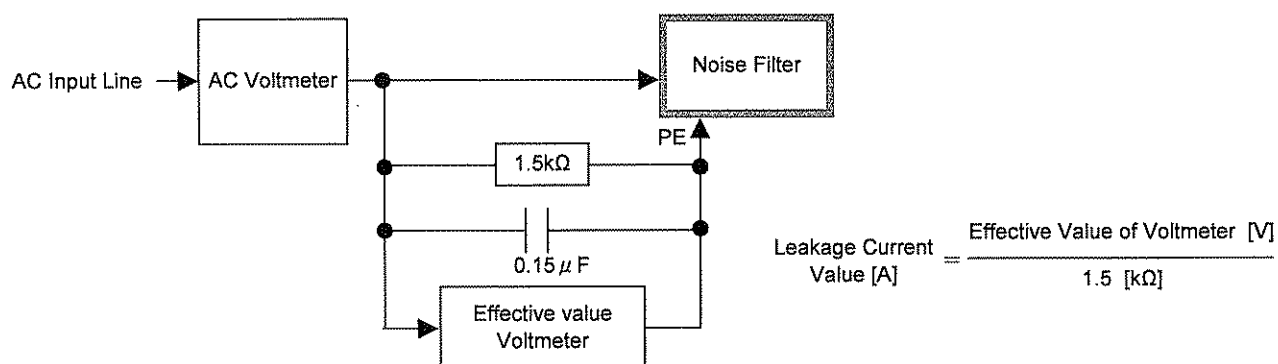 AC Input Line
AC Voltmeter
Noise Filter
PE
1.5kΩ
0.15μF
Effective value
Voltmeter
Leakage Current
Value [A]
=
Effective Value of Voltmeter [V]
1.5 [kΩ]